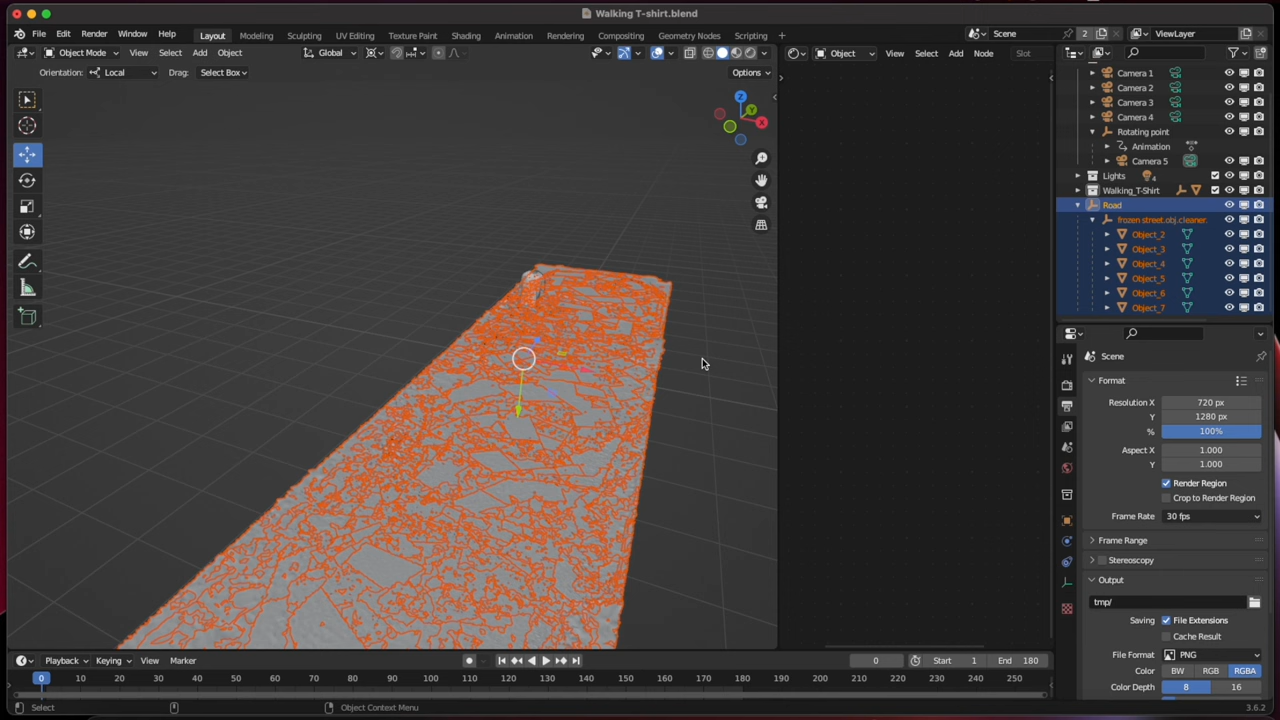 Walking T-shirt.blend
File Edit Render Window Help Layout Modeling Sculpting UV Editing Texture Paint Shading Animation Rendering Compositing Geometry Nodes Scripting + Scene 2 ViewLayer
Object Mode View Select Add Object Global Object View Select Add Node Slot
Orientation: Local Drag: Select Box Options
Camera 1
Camera 2
Camera 3
Camera 4
Rotating point
Animation
Camera 5
Lights 4
Walking_T-Shirt
Road
frozen street.obj.cleaner.
Object_2
Object_3
Object_4
Object_5
Object_6
Object_7
Z
Y
X
Scene
Format
Resolution X 720 px
Y 1280 px
% 100%
Aspect X 1.000
Y 1.000
Render Region
Crop to Render Region
Frame Rate 30 fps
Frame Range
Stereoscopy
Output
tmp/
Saving File Extensions
Cache Result
File Format PNG
Color BW RGB RGBA
Color Depth 8 16
Playback Keying View Marker 0 Start 1 End 180
0 10 20 30 40 50 60 70 80 90 100 110 120 130 140 150 160 170 180 190 200 210 220 230 240 250
Select Object Context Menu 3.6.2